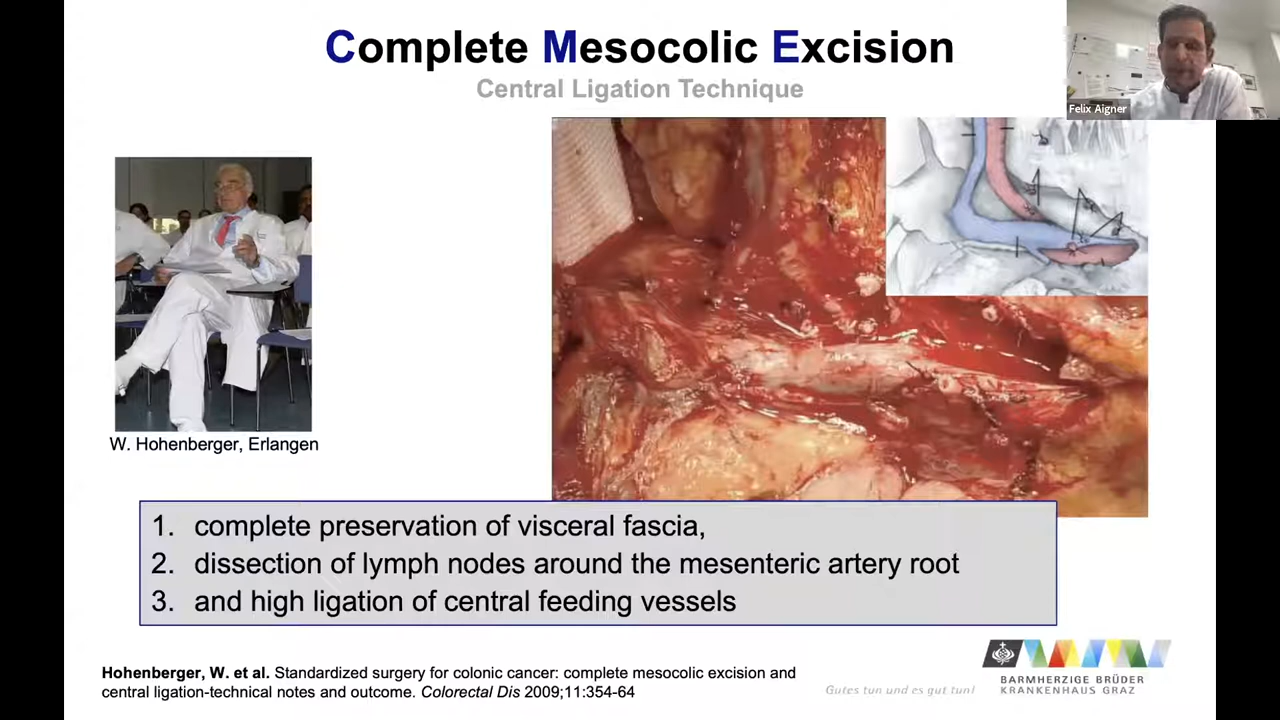 Complete Mesocolic Excision
Central Ligation Technique
Felix Aigner
W. Hohenberger, Erlangen
1. complete preservation of visceral fascia,
2. dissection of lymph nodes around the mesenteric artery root
3. and high ligation of central feeding vessels
Hohenberger, W. et al. Standardized surgery for colonic cancer: complete mesocolic excision and
central ligation-technical notes and outcome. Colorectal Dis 2009;11:354-64
Gutes tun und es gut tun!
BARMHERZIGE BRÜDER
KRANKENHAUS GRAZ